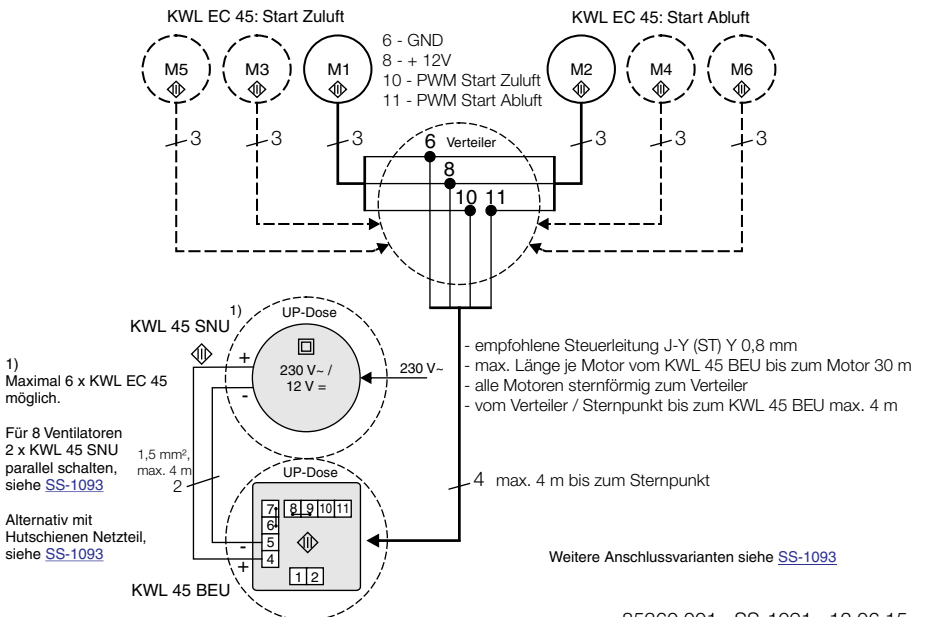 KWL EC 45: Start Zuluft
KWL EC 45: Start Abluft
M5
M3
M1
6 - GND
8 - + 12V
10 - PWM Start Zuluft
11 - PWM Start Abluft
M2
M4
M6
3
3
3
3
3
3
6 Verteiler
8
10 11
KWL 45 SNU 1)
UP-Dose
+
-
230 V~ /
12 V =
230 V~
- empfohlene Steuerleitung J-Y (ST) Y 0,8 mm
- max. Länge je Motor vom KWL 45 BEU bis zum Motor 30 m
- alle Motoren sternförmig zum Verteiler
- vom Verteiler / Sternpunkt bis zum KWL 45 BEU max. 4 m
1)
Maximal 6 x KWL EC 45
möglich.
Für 8 Ventilatoren
2 x KWL 45 SNU
parallel schalten,
siehe SS-1093
Alternativ mit
Hutschienen Netzteil,
siehe SS-1093
1,5 mm²,
max. 4 m
2
UP-Dose
7 8 9 10 11
6
- 5
+ 4
1 2
KWL 45 BEU
4 max. 4 m bis zum Sternpunkt
Weitere Anschlussvarianten siehe SS-1093